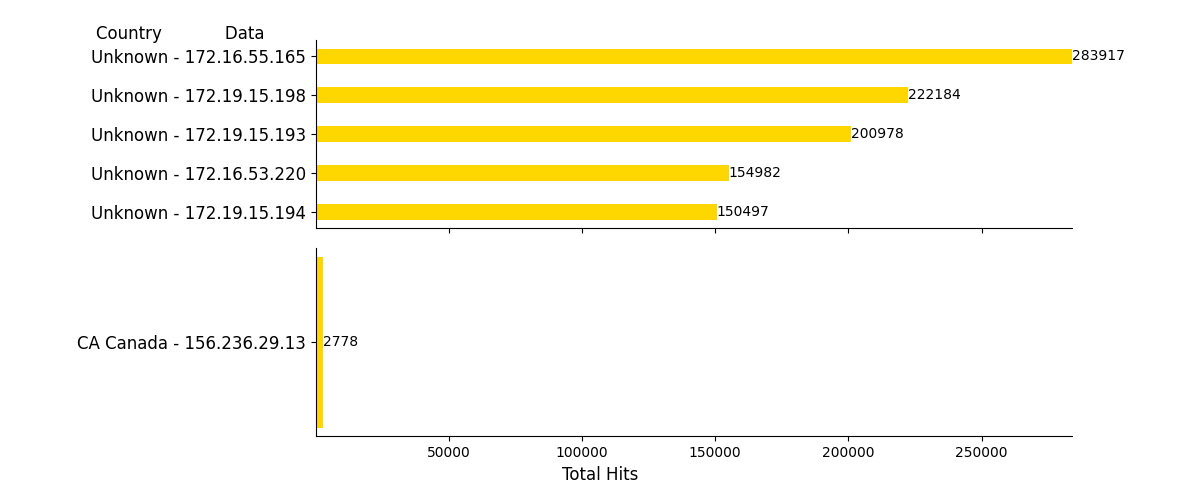 Country Data
Unknown - 172.16.55.165 283917
Unknown - 172.19.15.198 222184
Unknown - 172.19.15.193 200978
Unknown - 172.16.53.220 154982
Unknown - 172.19.15.194 150497
CA Canada - 156.236.29.13 2778
50000 100000 150000 200000 250000
Total Hits